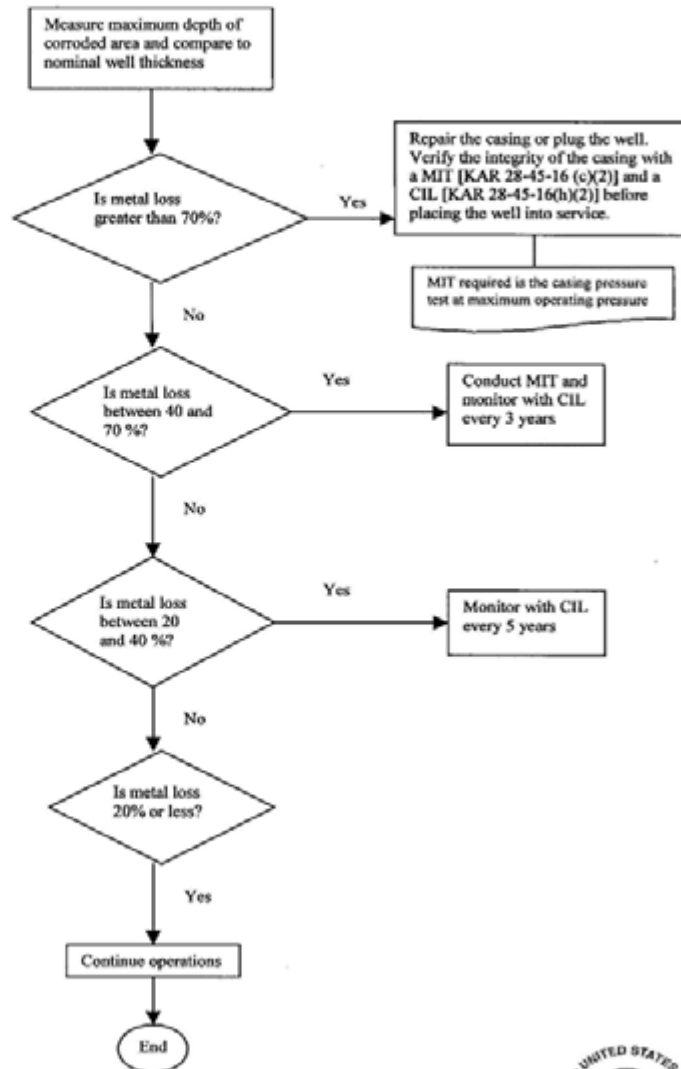 Measure maximum depth of
corroded area and compare to
nominal well thickness
Is metal loss
greater than 70%?
Yes
Repair the casing or plug the well.
Verify the integrity of the casing with
a MIT [KAR 28-45-16 (c)(2)] and a
CIL [KAR 28-45-16(h)(2)] before
placing the well into service.
MIT required is the casing pressure
test at maximum operating pressure
No
Is metal loss
between 40 and
70 %?
Yes
Conduct MIT and
monitor with CIL
every 3 years
No
Is metal loss
between 20
and 40 %?
Yes
Monitor with CIL
every 5 years
No
Is metal loss
20% or less?
Yes
Continue operations
End
UNITED STATES